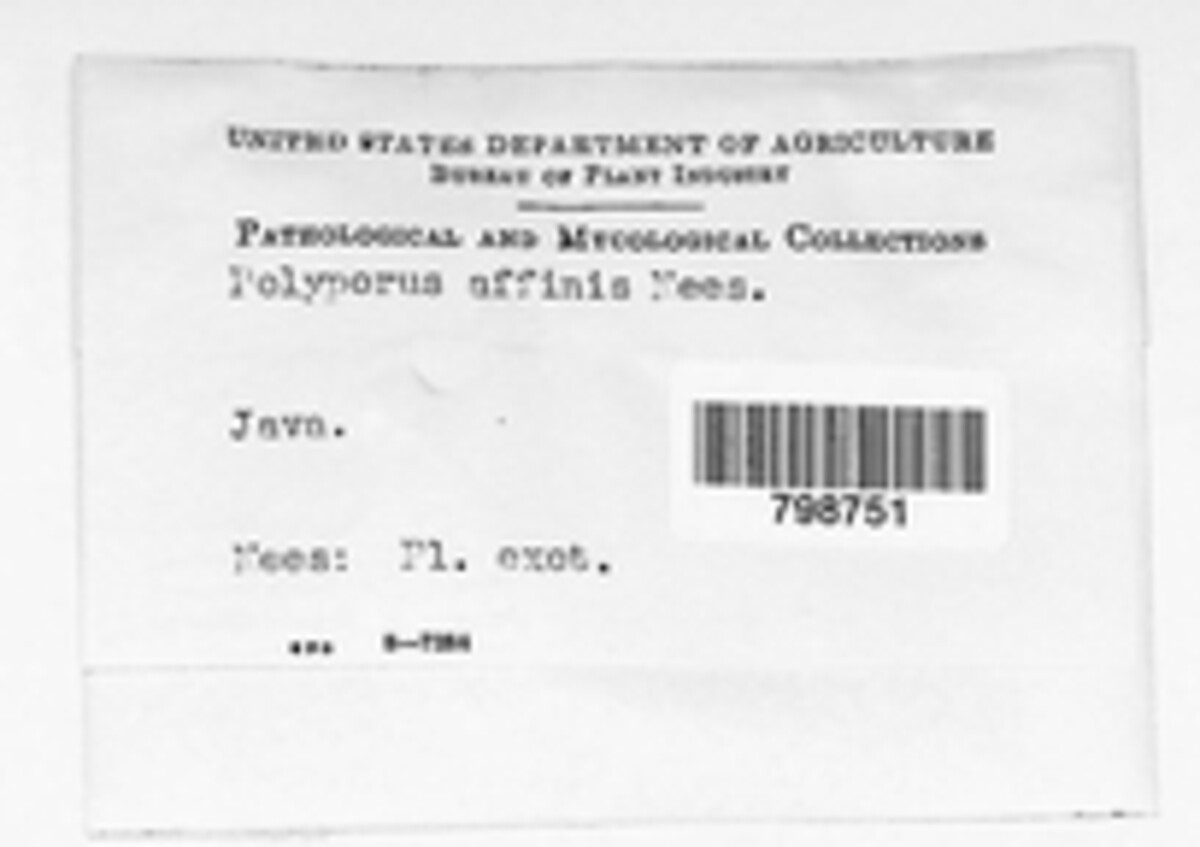 UNITED STATES DEPARTMENT OF AGRICULTURE
BUREAU OF PLANT INDUSTRY
PATHOLOGICAL AND MYCOLOGICAL COLLECTIONS
Polyporus affinis Nees.
Java.
798751
Nees: Fl. exot.